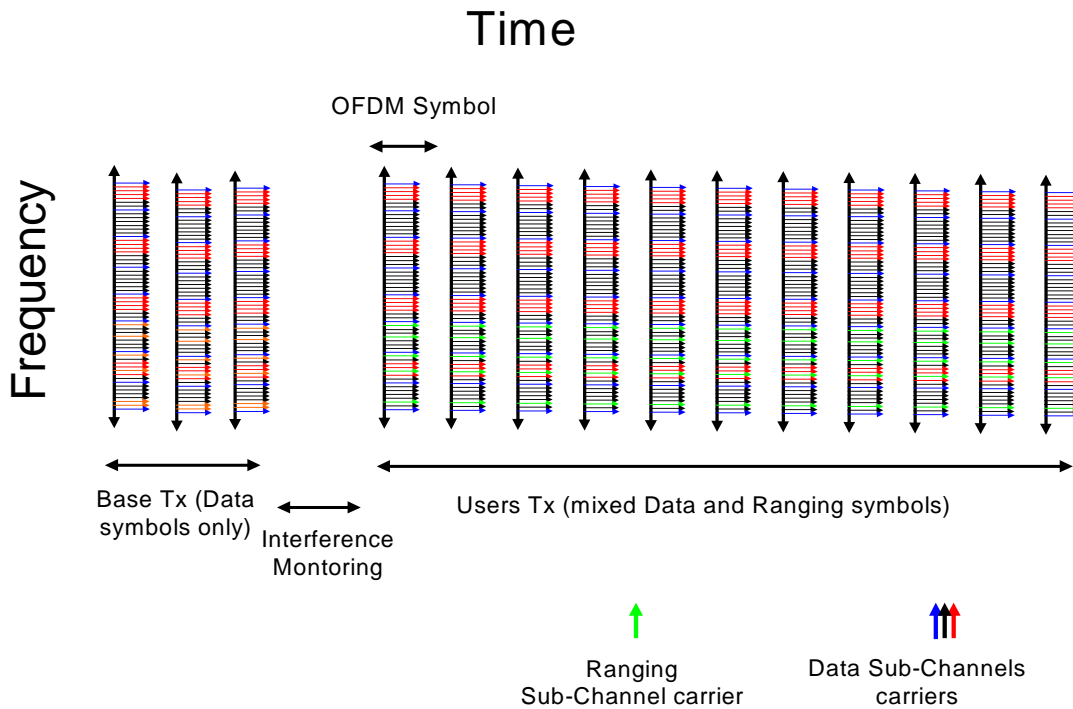 Time
OFDM Symbol
Frequency
Base Tx (Data
symbols only)
Interference
Montoring
Users Tx (mixed Data and Ranging symbols)
Ranging
Sub-Channel carrier
Data Sub-Channels
carriers